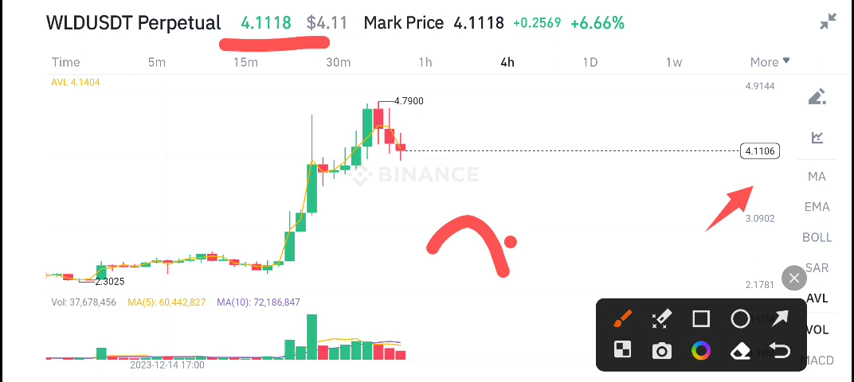 WLDUSDT Perpetual 4.1118 $4.11 Mark Price 4.1118 +0.2569 +6.66%
Time 5m 15m 30m 1h 4h 1D 1w More
AVL 4.1404
4.9144
4.7900
4.1106
BINANCE
MA
3.0902
EMA
BOLL
SAR
2.3025
2.1781
AVL
Vol: 37,678,456 MA(5): 60,442,827 MA(10): 72,186,847
VOL
MACD
2023-12-14 17:00